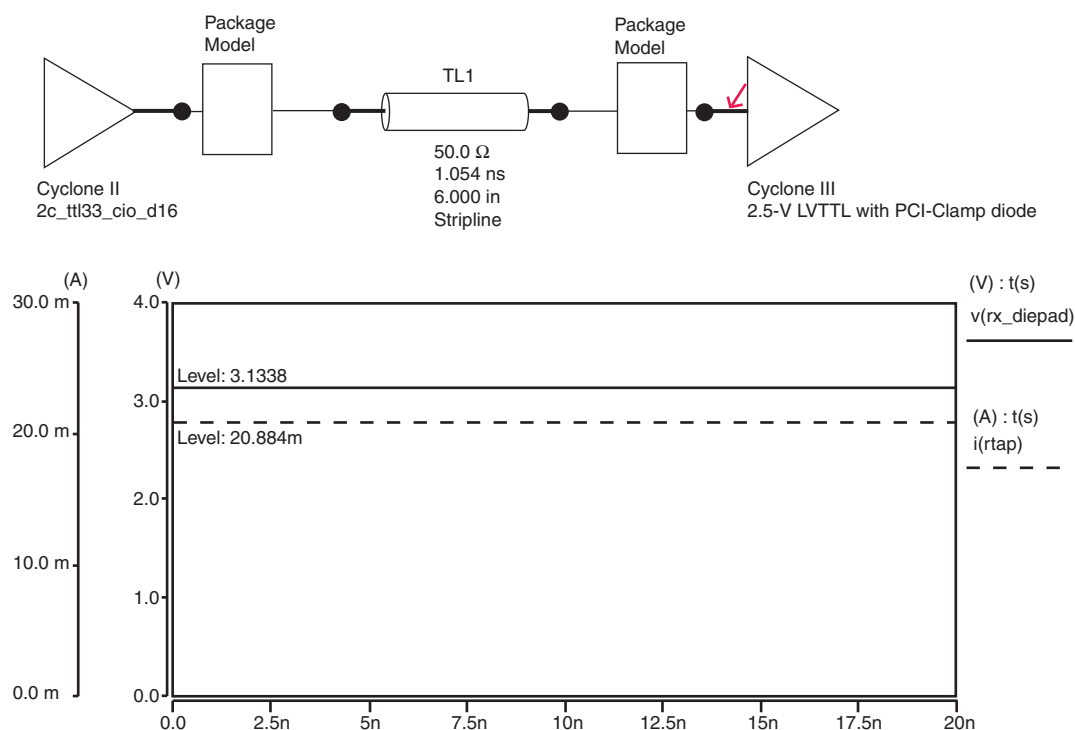 Package
Model
Package
Model
TL1
50.0 Ω
1.054 ns
6.000 in
Stripline
Cyclone II
2c_ttl33_cio_d16
Cyclone III
2.5-V LVTTL with PCI-Clamp diode
(A)
(V)
30.0 m
20.0 m
10.0 m
0.0 m
4.0
3.0
2.0
1.0
0.0
Level: 3.1338
Level: 20.884m
0.0
2.5n
5n
7.5n
10n
12.5n
15n
17.5n
20n
(V) : t(s)
v(rx_diepad)
(A) : t(s)
i(rtap)